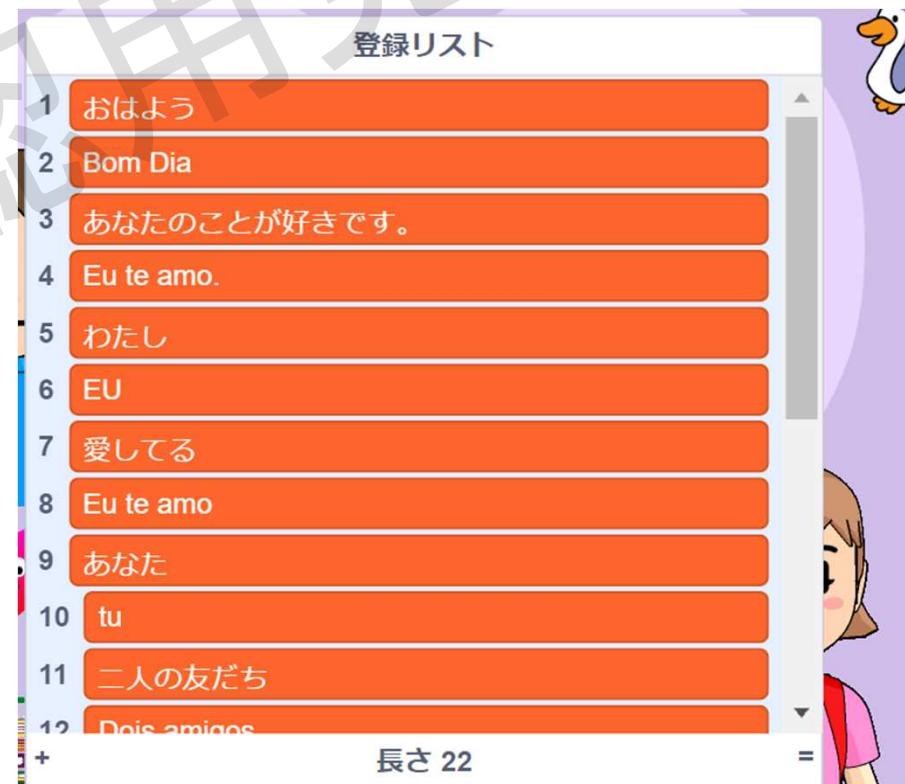 登録リスト
1 おはよう
2 Bom Dia
3 あなたのことが好きです。
4 Eu te amo.
5 わたし
6 EU
7 愛してる
8 Eu te amo
9 あなた
10 tu
11 二人の友だち
12 Dois amigos
+ 長さ 22 =